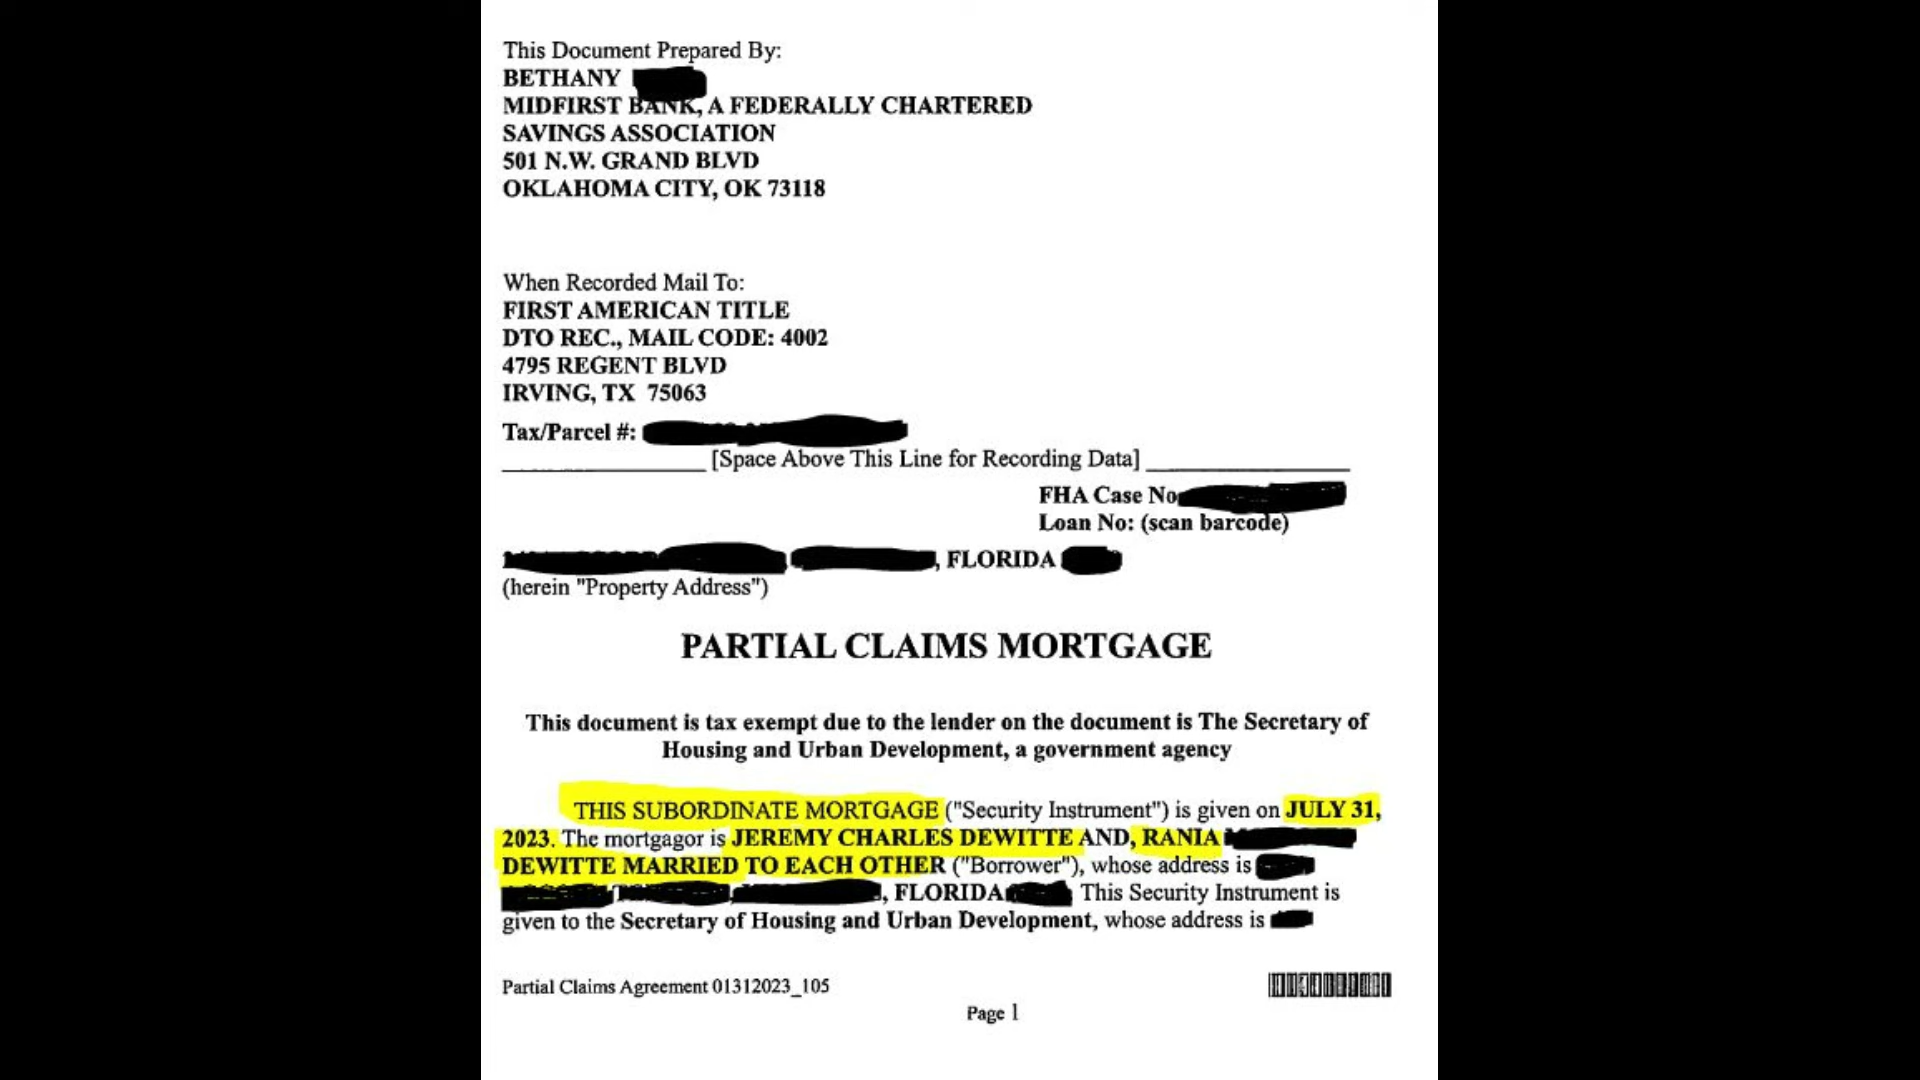 This Document Prepared By:
BETHANY
MIDFIRST BANK, A FEDERALLY CHARTERED
SAVINGS ASSOCIATION
501 N.W. GRAND BLVD
OKLAHOMA CITY, OK 73118
When Recorded Mail To:
FIRST AMERICAN TITLE
DTO REC., MAIL CODE: 4002
4795 REGENT BLVD
IRVING, TX 75063
Tax/Parcel #:
[Space Above This Line for Recording Data]
FHA Case No
Loan No: (scan barcode)
, FLORIDA
(herein "Property Address")
PARTIAL CLAIMS MORTGAGE
This document is tax exempt due to the lender on the document is The Secretary of
Housing and Urban Development, a government agency
THIS SUBORDINATE MORTGAGE ("Security Instrument") is given on JULY 31,
2023. The mortgagor is JEREMY CHARLES DEWITTE AND, RANIA
DEWITTE MARRIED TO EACH OTHER ("Borrower"), whose address is
, FLORIDA This Security Instrument is
given to the Secretary of Housing and Urban Development, whose address is
Partial Claims Agreement 01312023_105
Page 1